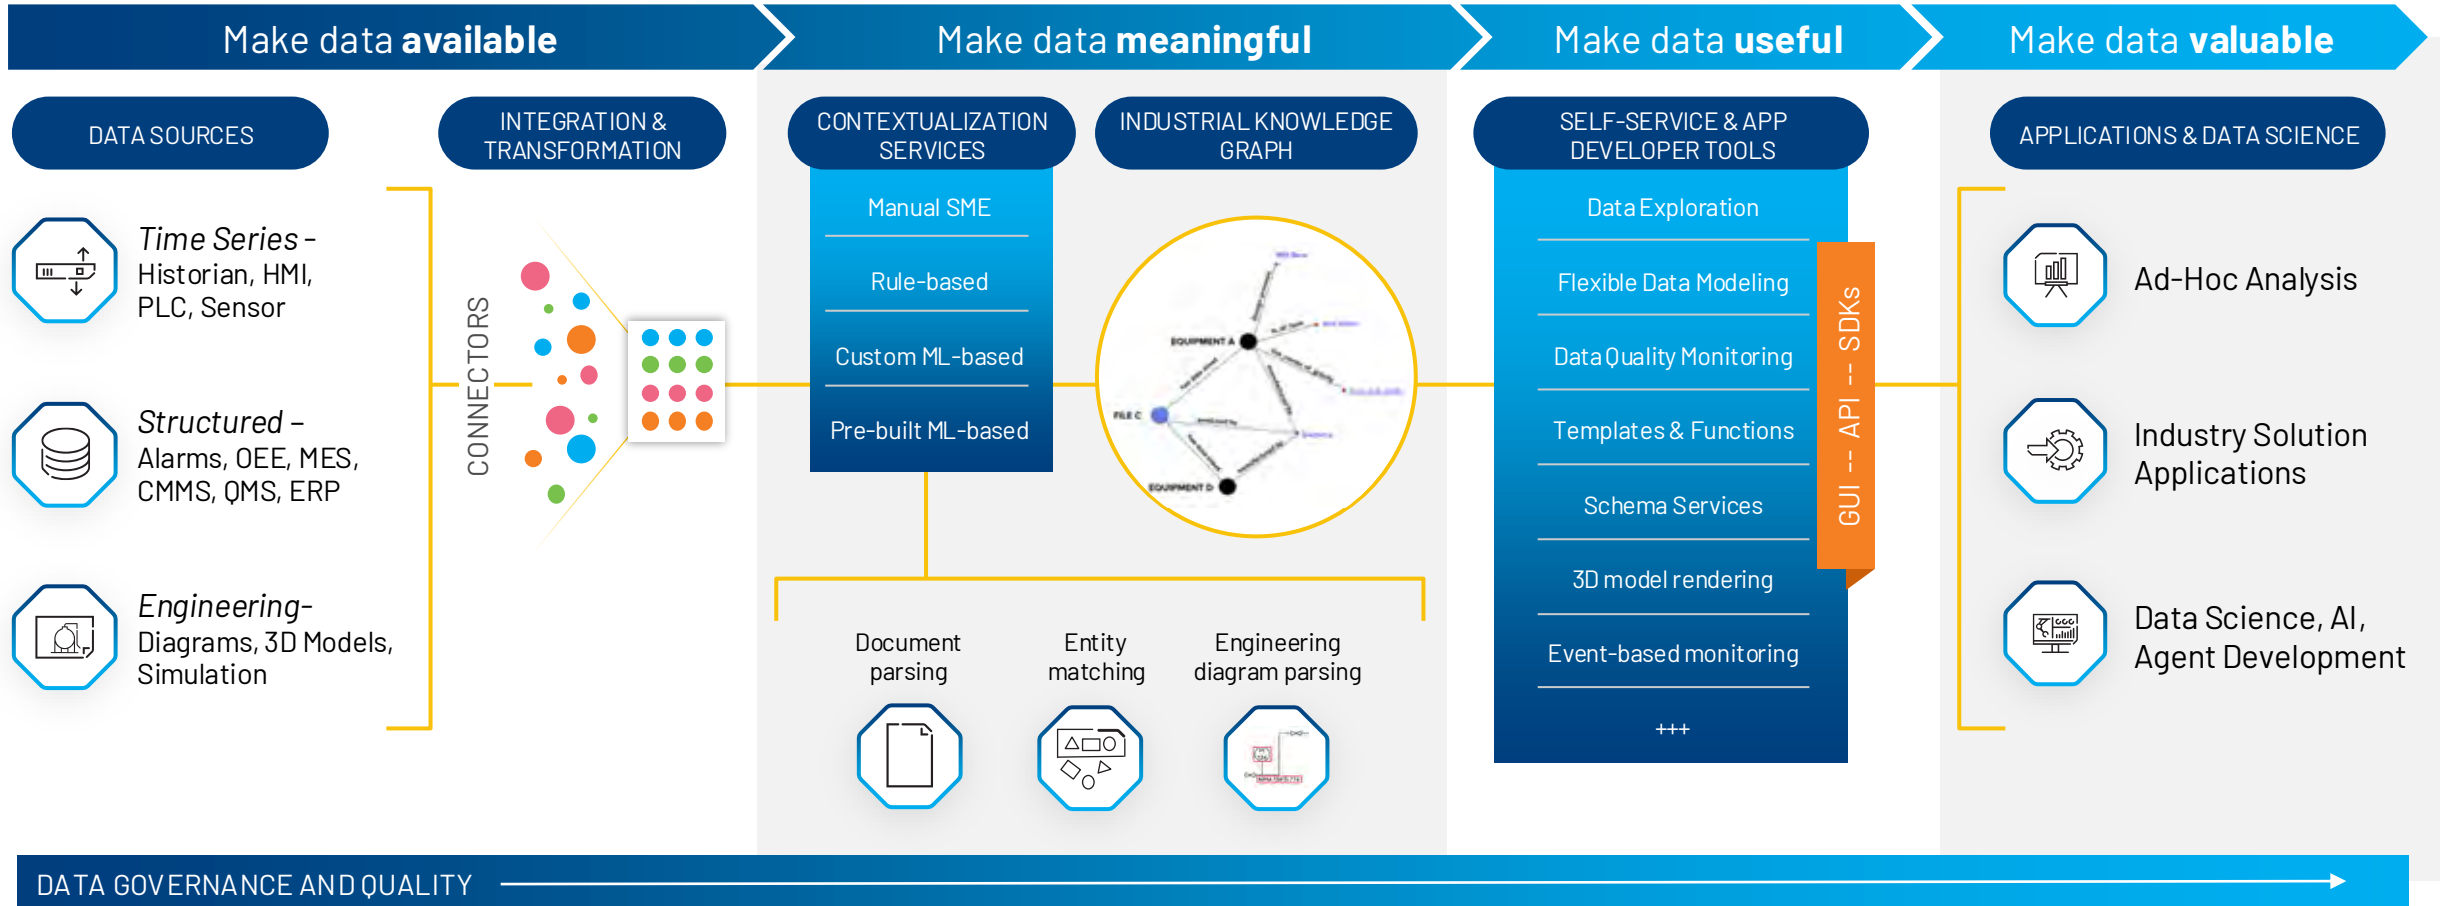 Make data available
Make data meaningful
Make data useful
Make data valuable
DATA SOURCES
Time Series -
Historian, HMI,
PLC, Sensor
Structured –
Alarms, OEE, MES,
CMMS, QMS, ERP
Engineering-
Diagrams, 3D Models,
Simulation
INTEGRATION &
TRANSFORMATION
CONNECTORS
CONTEXTUALIZATION
SERVICES
Manual SME
Rule-based
Custom ML-based
Pre-built ML-based
INDUSTRIAL KNOWLEDGE
GRAPH
EQUIPMENT A
FILE C
EQUIPMENT D
Document
parsing
Entity
matching
Engineering
diagram parsing
SELF-SERVICE & APP
DEVELOPER TOOLS
Data Exploration
Flexible Data Modeling
Data Quality Monitoring
Templates & Functions
Schema Services
3D model rendering
Event-based monitoring
+++
GUI -- API -- SDKs
APPLICATIONS & DATA SCIENCE
Ad-Hoc Analysis
Industry Solution
Applications
Data Science, AI,
Agent Development
DATA GOVERNANCE AND QUALITY